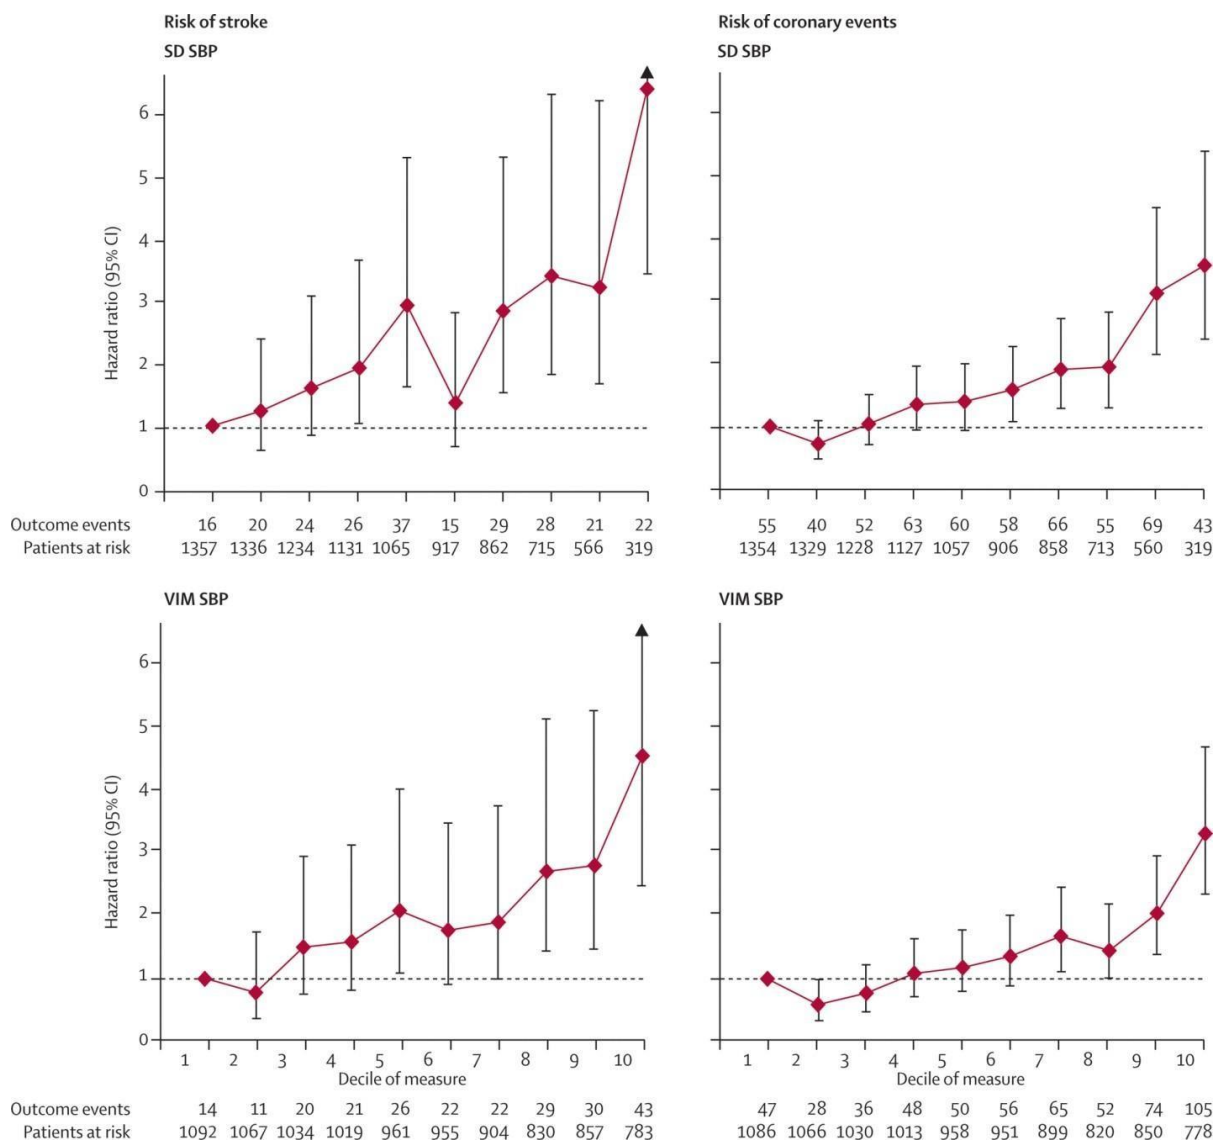 Risk of stroke
SD SBP
Hazard ratio (95% CI)
6
5
4
3
2
1
0
Outcome events 16 20 24 26 37 15 29 28 21 22
Patients at risk 1357 1336 1234 1131 1065 917 862 715 566 319
Risk of coronary events
SD SBP
55 40 52 63 60 58 66 55 69 43
1354 1329 1228 1127 1057 906 858 713 560 319
VIM SBP
Hazard ratio (95% CI)
6
5
4
3
2
1
0
1 2 3 4 5 6 7 8 9 10
Decile of measure
Outcome events 14 11 20 21 26 22 22 29 30 43
Patients at risk 1092 1067 1034 1019 961 955 904 830 857 783
VIM SBP
1 2 3 4 5 6 7 8 9 10
Decile of measure
47 28 36 48 50 56 65 52 74 105
1086 1066 1030 1013 958 951 899 820 850 778